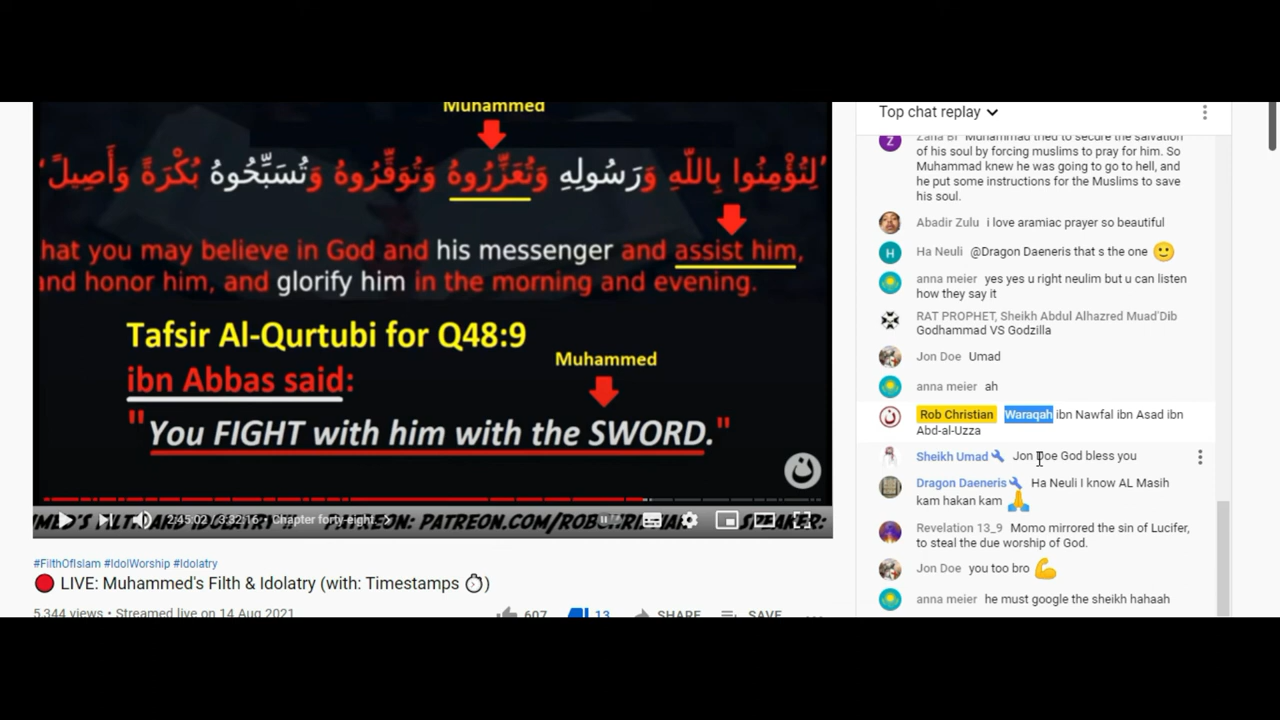 Muhammed
لِتُؤْمِنُوا بِاللَّهِ وَرَسُولِهِ وَتُعَزِّرُوهُ وَتُوَقِّرُوهُ وَتُسَبِّحُوهُ بُكْرَةً وَأَصِيلً
hat you may believe in God and his messenger and assist him,
and honor him, and glorify him in the morning and evening.
Tafsir Al-Qurtubi for Q48:9
ibn Abbas said:
Muhammed
"You FIGHT with him with the SWORD."
2:45:02 / 3:32:16 • Chapter forty-eight. >
PATREON.COM/
#FilthOfIslam #IdolWorship #Idolatry
🔴 LIVE: Muhammed's Filth & Idolatry (with: Timestamps ⏱)
5,344 views • Streamed live on 14 Aug 2021
607
13
SHARE
SAVE
Top chat replay
Muhammad tried to secure the salvation
of his soul by forcing muslims to pray for him. So
Muhammad knew he was going to go to hell, and
he put some instructions for the Muslims to save
his soul.
Abadir Zulu i love aramiac prayer so beautiful
Ha Neuli @Dragon Daeneris that s the one 🙂
anna meier yes yes u right neulim but u can listen
how they say it
RAT PROPHET, Sheikh Abdul Alhazred Muad'Dib
Godhammad VS Godzilla
Jon Doe Umad
anna meier ah
Rob Christian Waraqah ibn Nawfal ibn Asad ibn
Abd-al-Uzza
Sheikh Umad Jon Doe God bless you
Dragon Daeneris Ha Neuli I know AL Masih
kam hakan kam 🙏
Revelation 13_9 Momo mirrored the sin of Lucifer,
to steal the due worship of God.
Jon Doe you too bro 💪
anna meier he must google the sheikh hahaah